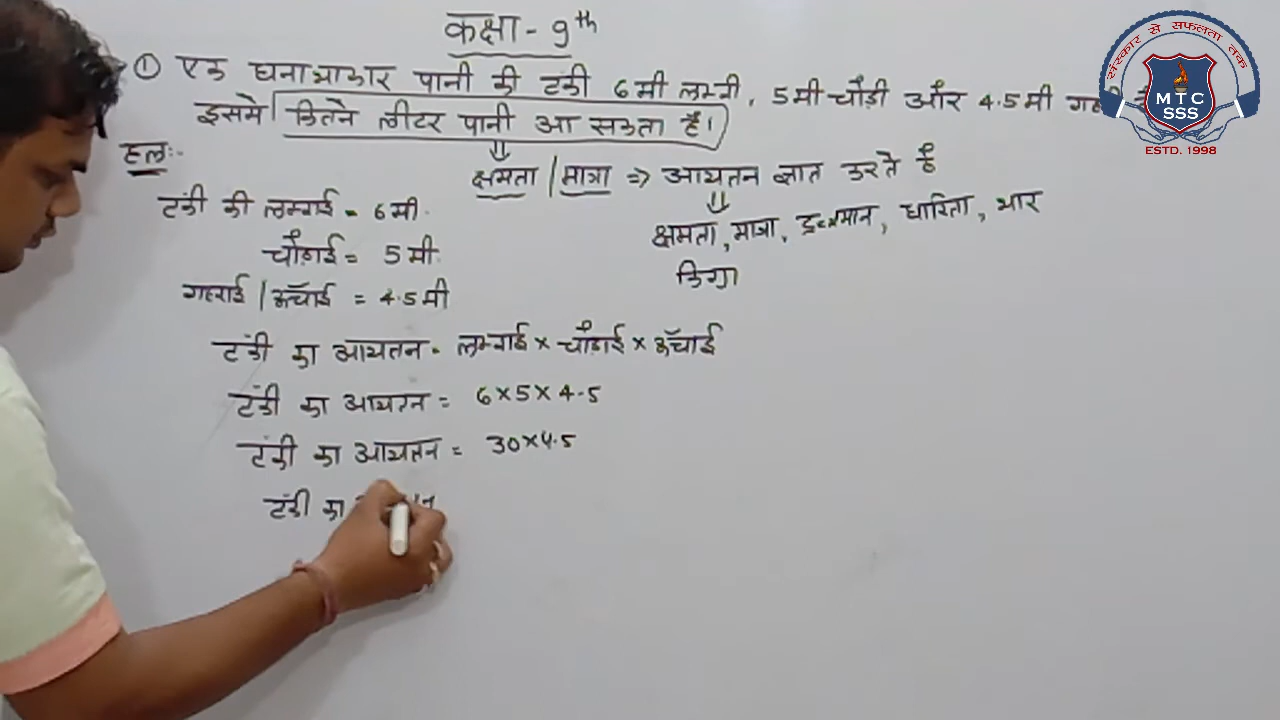 कक्षा - 9th
① एक घनाभाकार पानी की टंकी 6 मी लम्बी, 5 मी चौड़ी और 4.5 मी
इसमे कितने लीटर पानी आ सकता है।
हल:-
क्षमता / मात्रा => आयतन ज्ञात करते है
क्षमता, मात्रा, द्रव्यमान, धारिता, भार
किग्रा
टंकी की लम्बाई = 6 मी.
चौड़ाई = 5 मी.
गहराई / ऊँचाई = 4.5 मी
टंकी का आयतन = लम्बाई × चौड़ाई × ऊँचाई
टंकी का आयतन = 6×5×4.5
टंकी का आयतन = 30×4.5
टंकी का
संस्कार से सफलता तक
MTC
SSS
ESTD. 1998